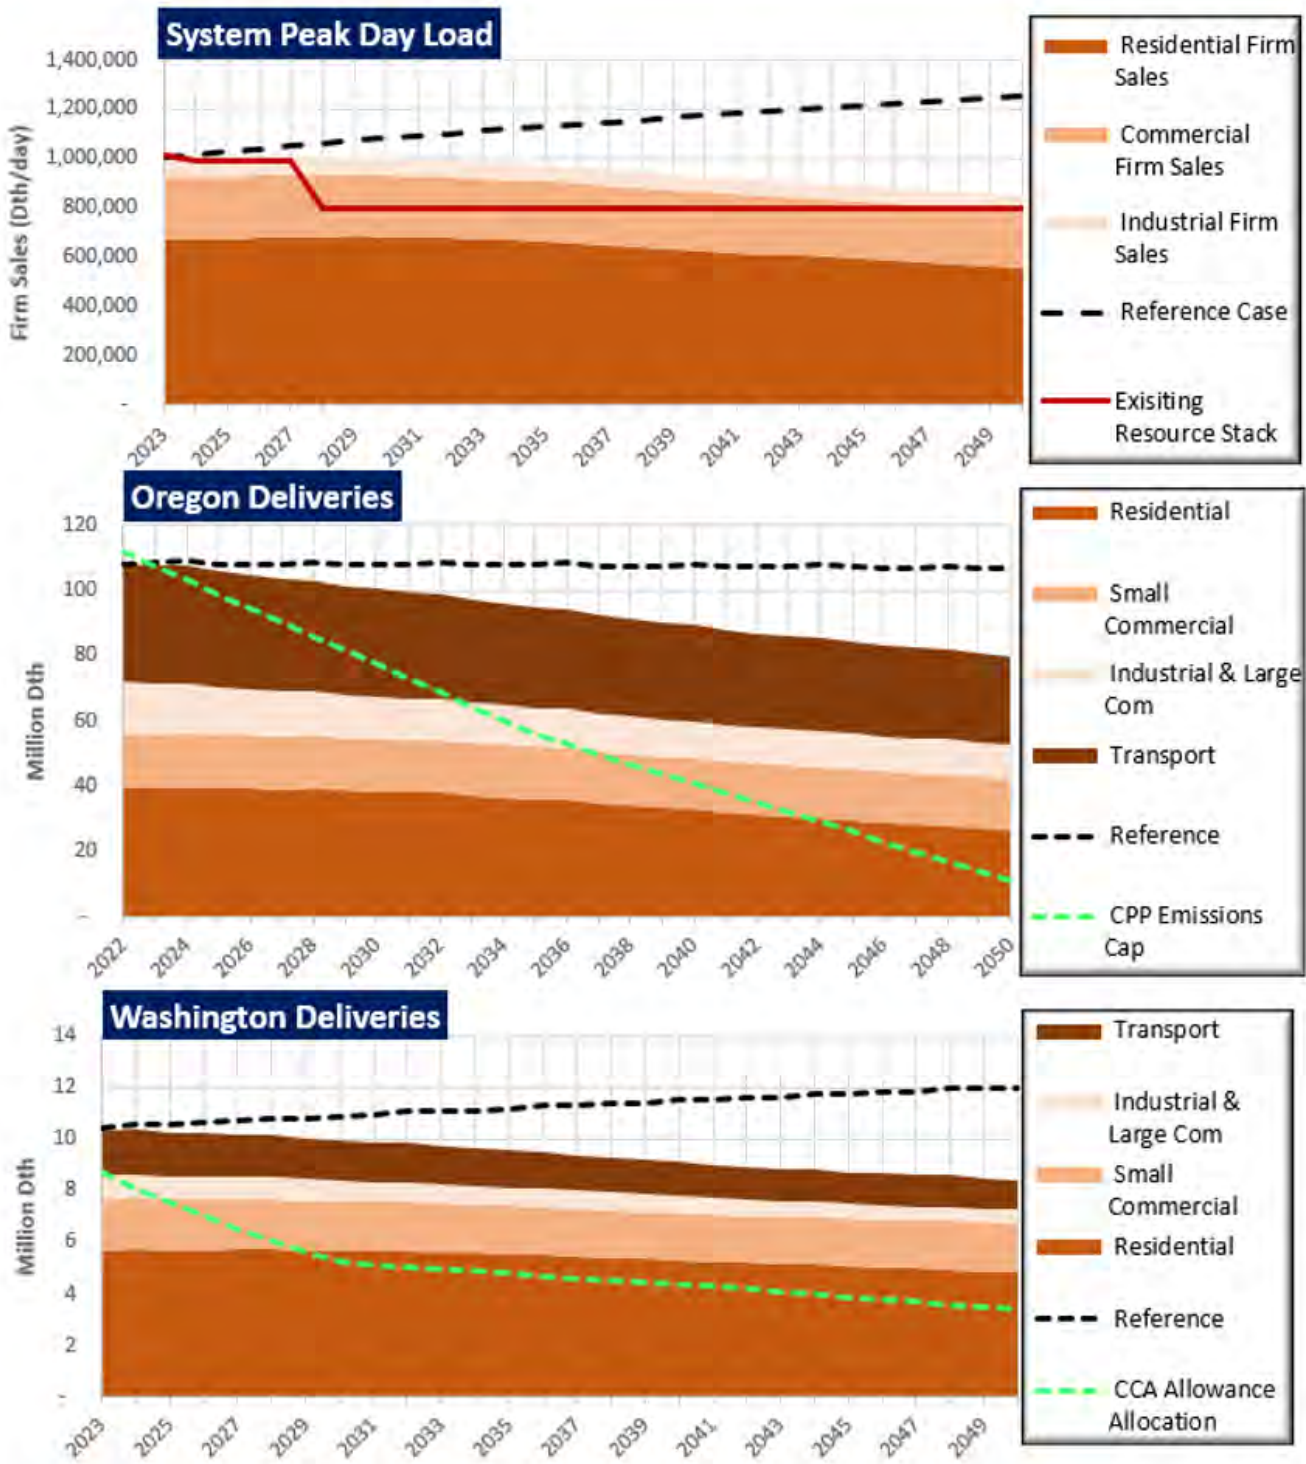 System Peak Day Load
Firm Sales (Dth/day)
1,400,000
1,200,000
1,000,000
800,000
600,000
400,000
200,000
-
2023
2025
2027
2029
2031
2033
2035
2037
2039
2041
2043
2045
2047
2049
Residential Firm
Sales
Commercial
Firm Sales
Industrial Firm
Sales
Reference Case
Exisiting
Resource Stack
Oregon Deliveries
Million Dth
120
100
80
60
40
20
-
2022
2024
2026
2028
2030
2032
2034
2036
2038
2040
2042
2044
2046
2048
2050
Residential
Small
Commercial
Industrial & Large
Com
Transport
Reference
CPP Emissions
Cap
Washington Deliveries
Million Dth
14
12
10
8
6
4
2
-
2023
2025
2027
2029
2031
2033
2035
2037
2039
2041
2043
2045
2047
2049
Transport
Industrial &
Large Com
Small
Commercial
Residential
Reference
CCA Allowance
Allocation